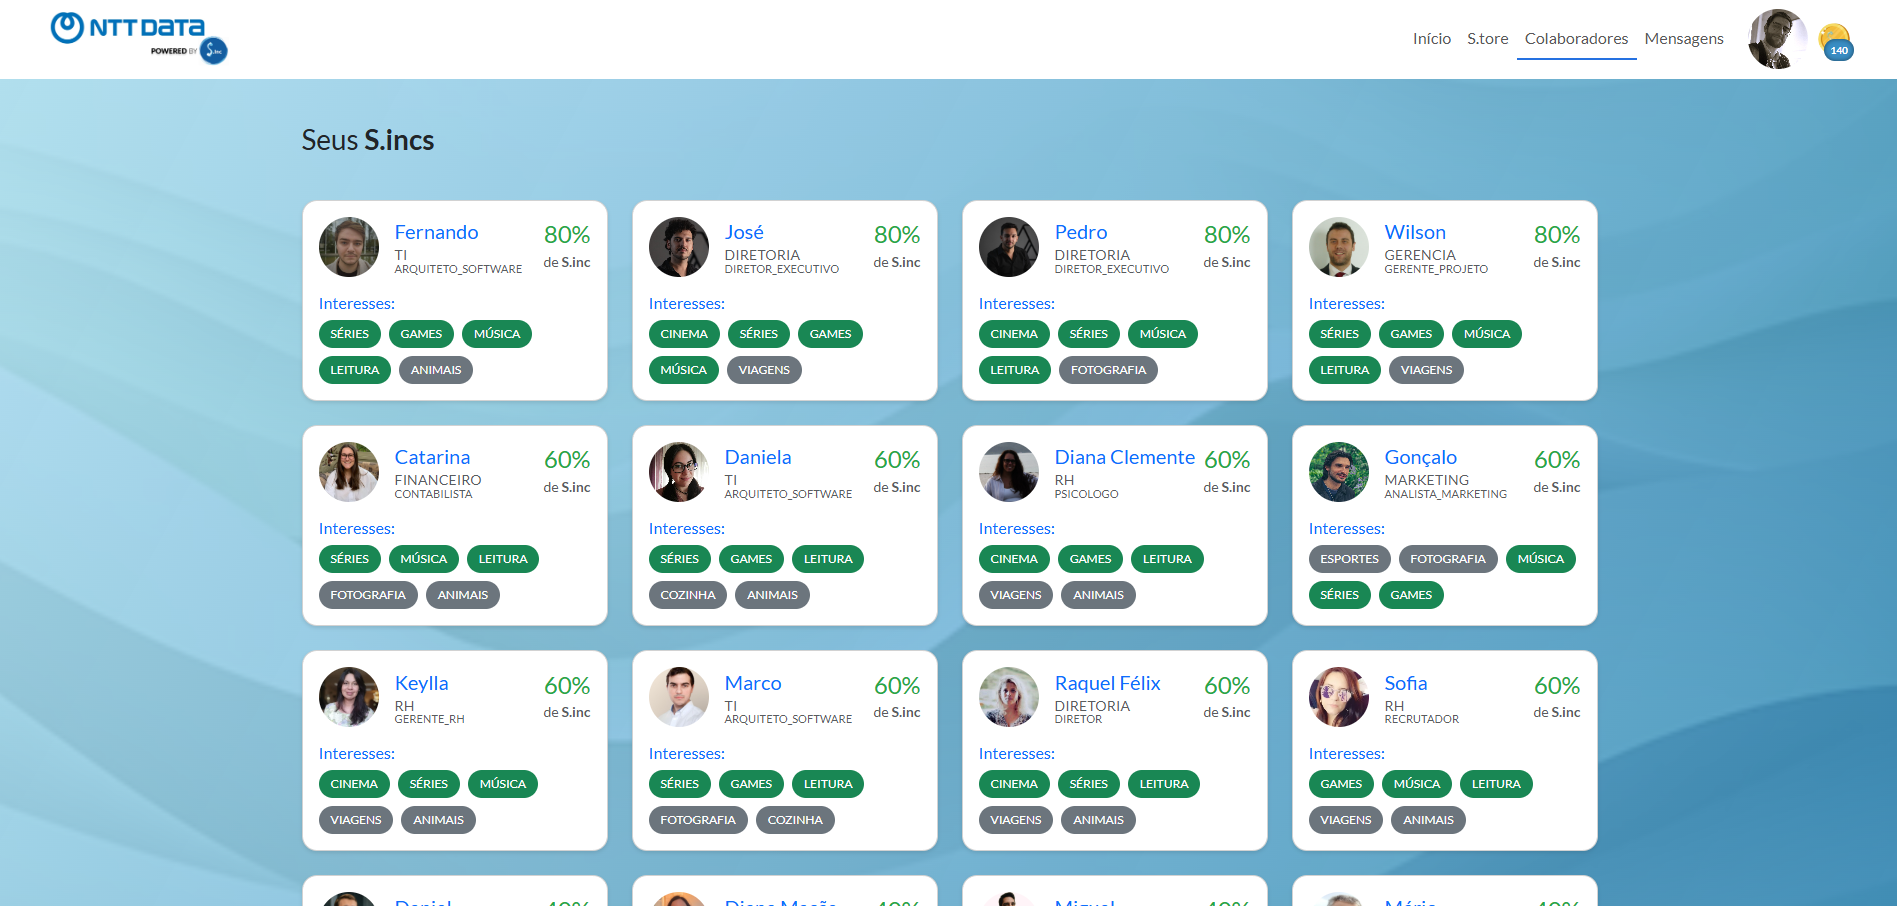 NTT DATA
POWERED BY S.inc
Início S.tore Colaboradores Mensagens
140
Seus S.incs
Fernando 80%
TI
ARQUITETO_SOFTWARE de S.inc
Interesses:
SÉRIES GAMES MÚSICA
LEITURA ANIMAIS
José 80%
DIRETORIA
DIRETOR_EXECUTIVO de S.inc
Interesses:
CINEMA SÉRIES GAMES
MÚSICA VIAGENS
Pedro 80%
DIRETORIA
DIRETOR_EXECUTIVO de S.inc
Interesses:
CINEMA SÉRIES MÚSICA
LEITURA FOTOGRAFIA
Wilson 80%
GERENCIA
GERENTE_PROJETO de S.inc
Interesses:
SÉRIES GAMES MÚSICA
LEITURA VIAGENS
Catarina 60%
FINANCEIRO
CONTABILISTA de S.inc
Interesses:
SÉRIES MÚSICA LEITURA
FOTOGRAFIA ANIMAIS
Daniela 60%
TI
ARQUITETO_SOFTWARE de S.inc
Interesses:
SÉRIES GAMES LEITURA
COZINHA ANIMAIS
Diana Clemente 60%
RH
PSICOLOGO de S.inc
Interesses:
CINEMA GAMES LEITURA
VIAGENS ANIMAIS
Gonçalo 60%
MARKETING
ANALISTA_MARKETING de S.inc
Interesses:
ESPORTES FOTOGRAFIA MÚSICA
SÉRIES GAMES
Keylla 60%
RH
GERENTE_RH de S.inc
Interesses:
CINEMA SÉRIES MÚSICA
VIAGENS ANIMAIS
Marco 60%
TI
ARQUITETO_SOFTWARE de S.inc
Interesses:
SÉRIES GAMES LEITURA
FOTOGRAFIA COZINHA
Raquel Félix 60%
DIRETORIA
DIRETOR de S.inc
Interesses:
CINEMA SÉRIES LEITURA
VIAGENS ANIMAIS
Sofia 60%
RH
RECRUTADOR de S.inc
Interesses:
GAMES MÚSICA LEITURA
VIAGENS ANIMAIS